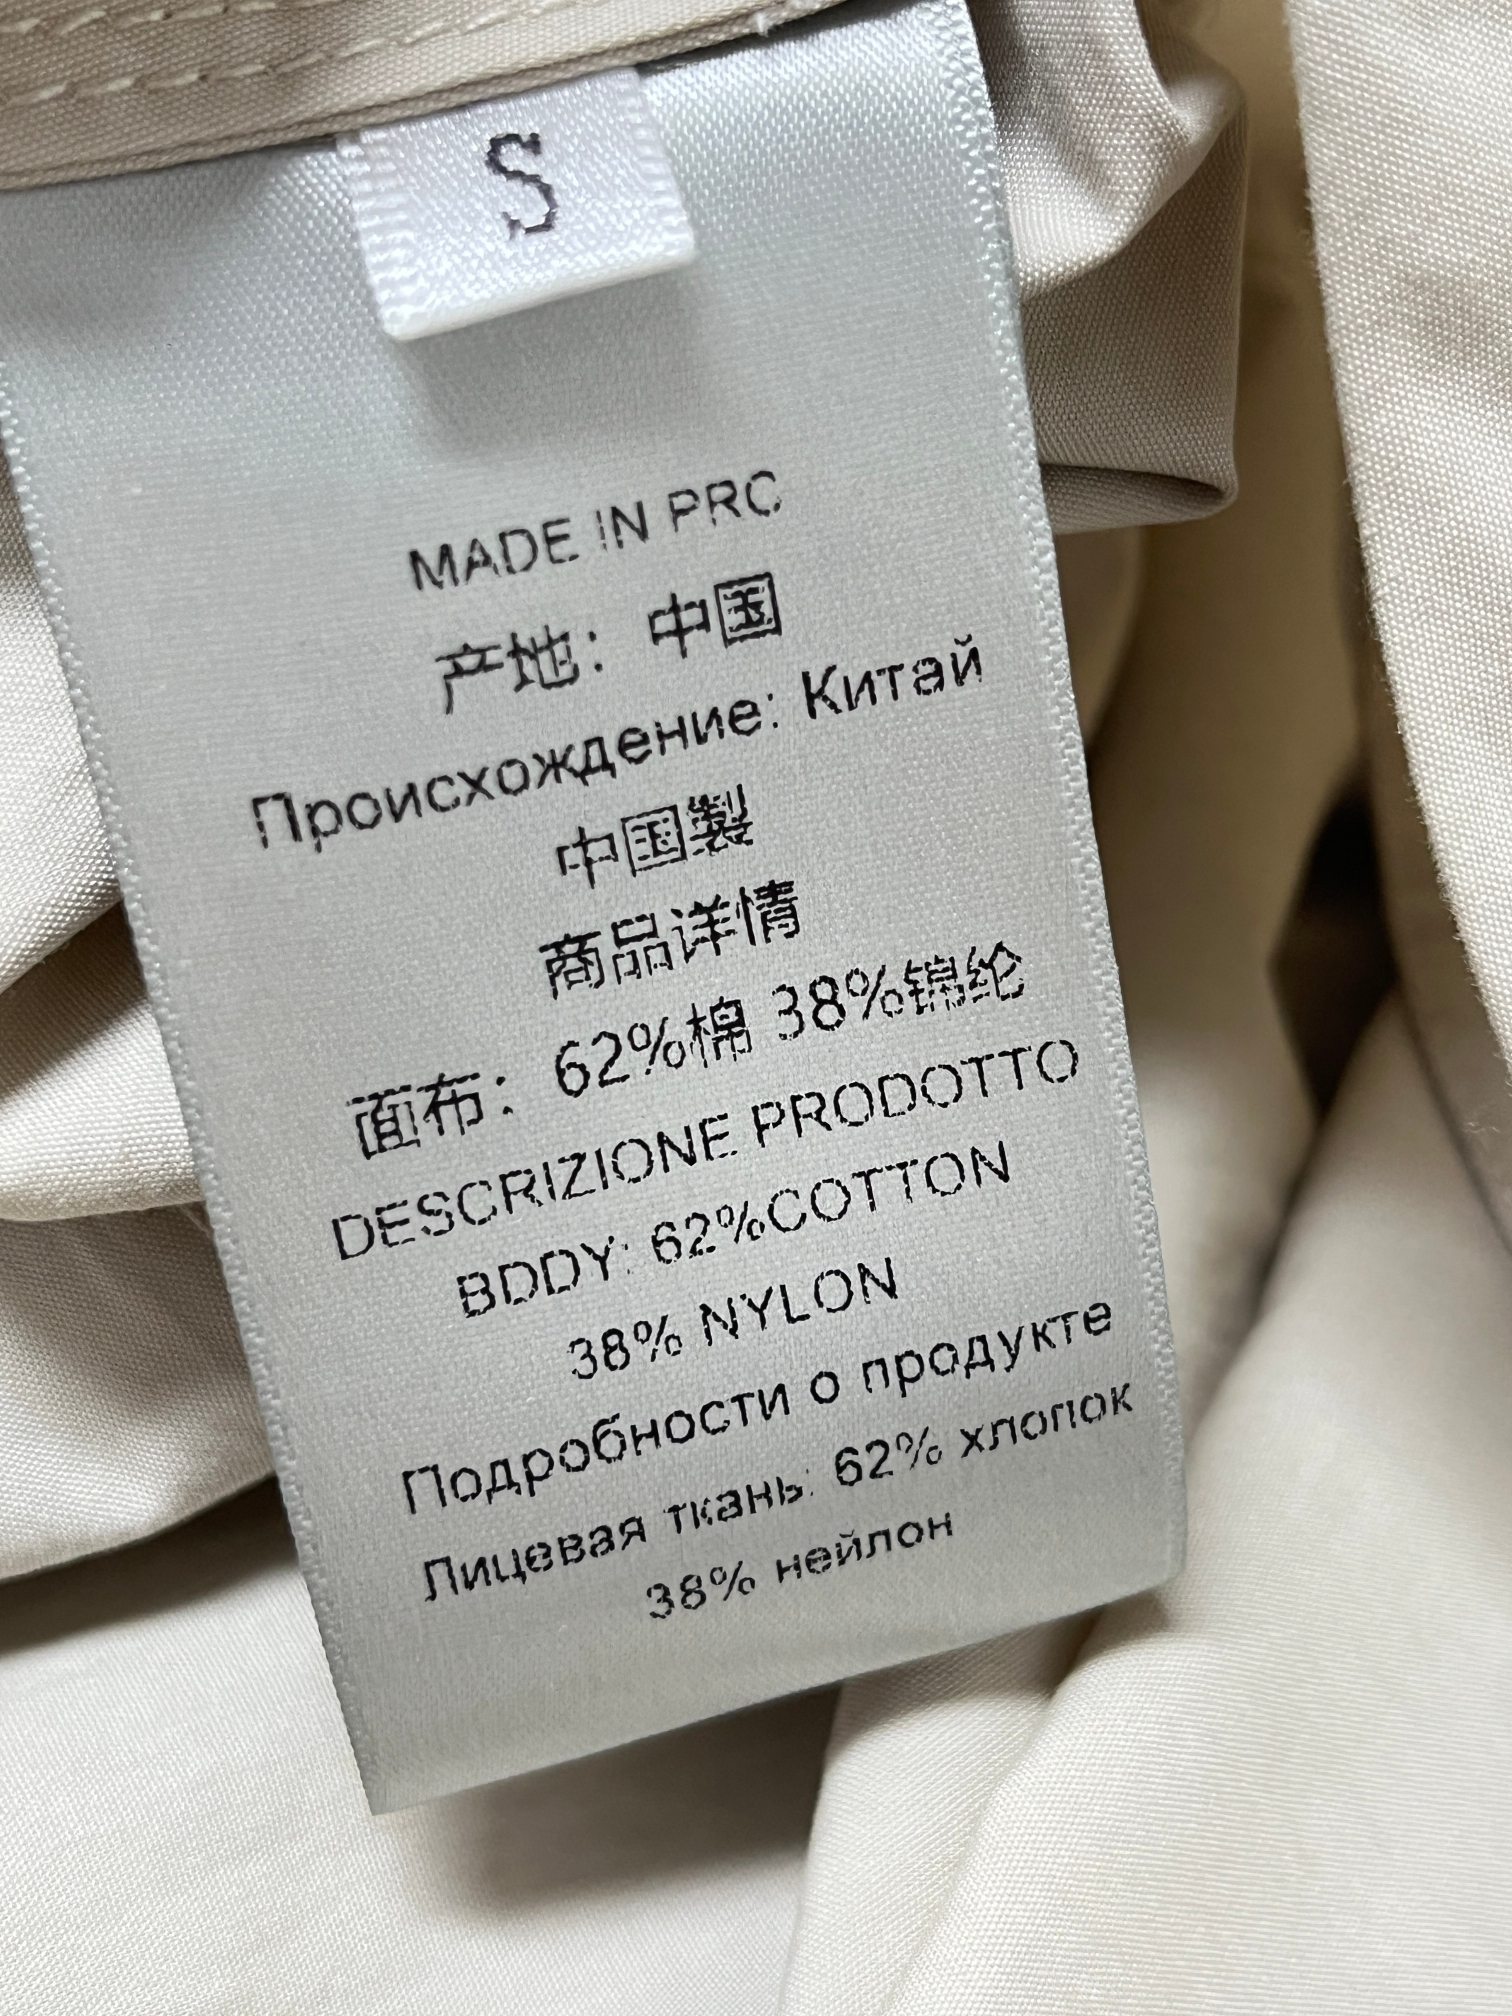 S
MADE IN PRC
产地：中国
Происхождение: Китай
中国製
商品详情
面布：62%棉 38%锦纶
DESCRIZIONE PRODOTTO
BDDY: 62%COTTON
38% NYLON
Подробности о продукте
Лицевая ткань: 62% хлопок
38% нейлон